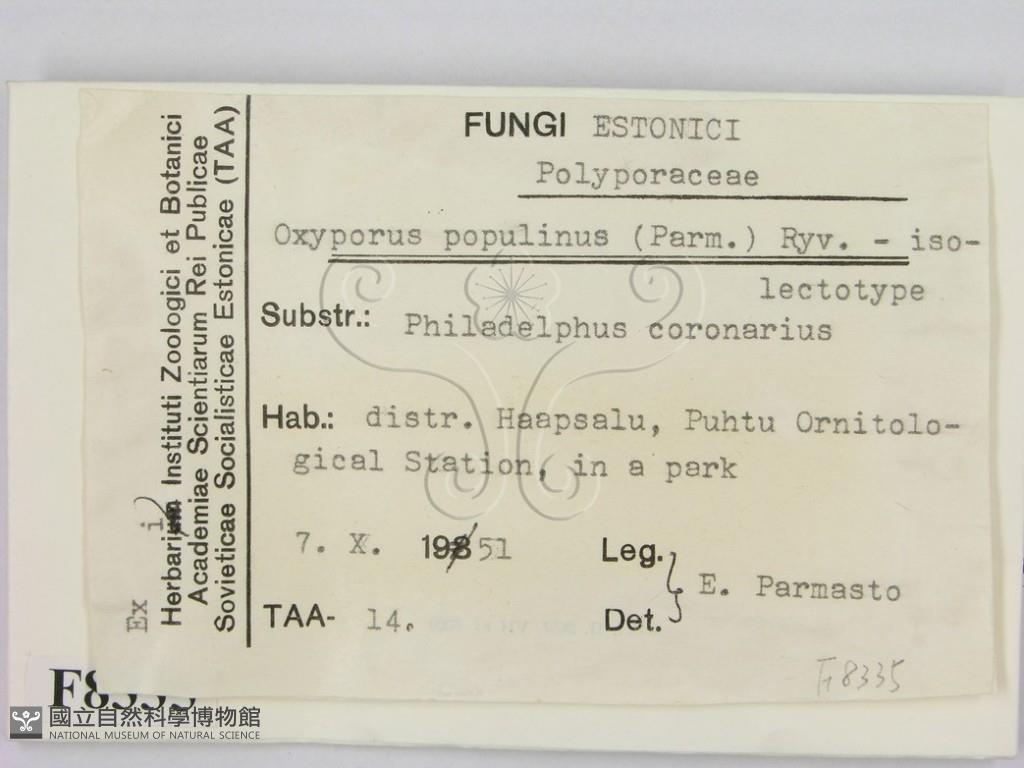 FUNGI ESTONICI
Polyporaceae
Oxyporus populinus (Parm.) Ryv. - iso-
lectotype
Substr.: Philadelphus coronarius
Hab.: distr. Haapsalu, Puhtu Ornitolo-
gical Station, in a park
7. X. 1951
Leg.
Det. E. Parmasto
TAA- 14.
F 8335
Ex Herbarii Instituti Zoologici et Botanici
Academiae Scientiarum Rei Publicae
Sovieticae Socialisticae Estonicae (TAA)
F8335
國立自然科學博物館
NATIONAL MUSEUM OF NATURAL SCIENCE